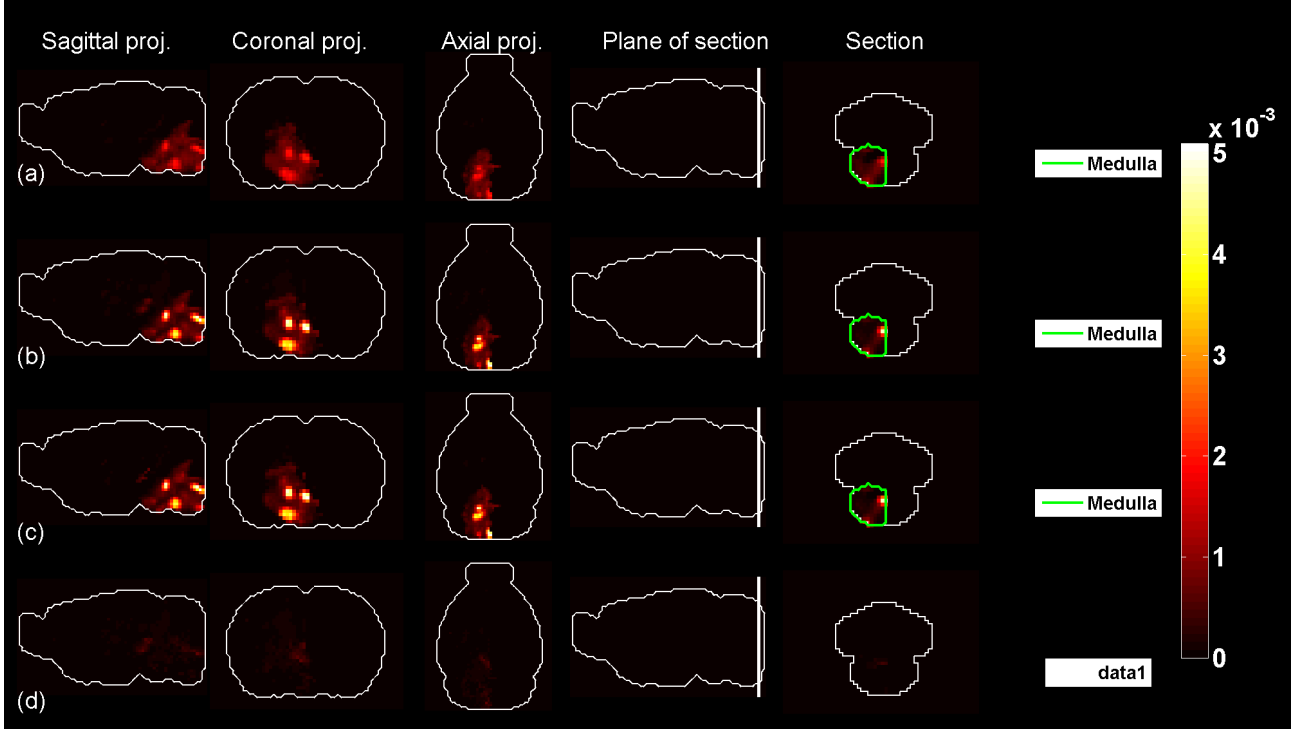 Sagittal proj. Coronal proj. Axial proj. Plane of section Section
x 10-3
5
(a)
Medulla
4
(b)
Medulla
3
2
(c)
Medulla
1
(d)
data1
0